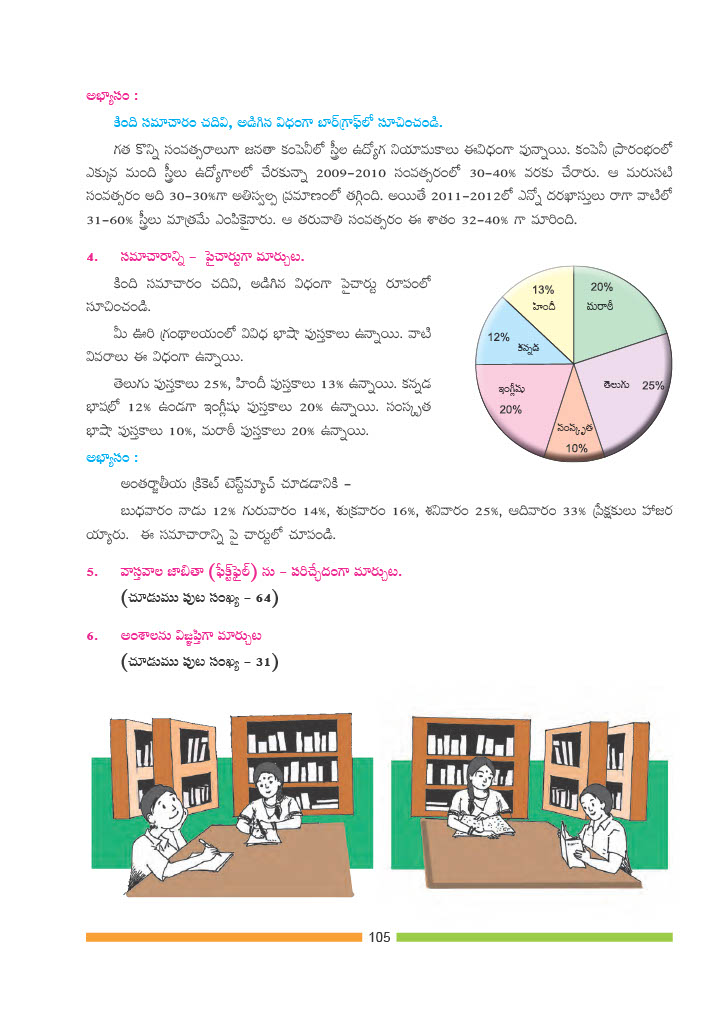 అభ్యాసం :
కింది సమాచారం చదివి, అడిగిన విధంగా బార్‌గ్రాఫ్‌లో సూచించండి.
గత కొన్ని సంవత్సరాలుగా జనతా కంపెనీలో స్త్రీల ఉద్యోగ నియామకాలు ఈవిధంగా వున్నాయి. కంపెనీ ప్రారంభంలో
ఎక్కువ మంది స్త్రీలు ఉద్యోగాలలో చేరకున్నా 2009-2010 సంవత్సరంలో 30-40% వరకు చేరారు. ఆ మరుసటి
సంవత్సరం అది 30-30%గా అతిస్వల్ప ప్రమాణంలో తగ్గింది. అయితే 2011-2012లో ఎన్నో దరఖాస్తులు రాగా వాటిలో
31-60% స్త్రీలు మాత్రమే ఎంపికైనారు. ఆ తరువాతి సంవత్సరం ఈ శాతం 32-40% గా మారింది.
4. సమాచారాన్ని - పైచార్టుగా మార్చుట.
కింది సమాచారం చదివి, అడిగిన విధంగా పైచార్టు రూపంలో
సూచించండి.
మీ ఊరి గ్రంథాలయంలో వివిధ భాషా పుస్తకాలు ఉన్నాయి. వాటి
వివరాలు ఈ విధంగా ఉన్నాయి.
తెలుగు పుస్తకాలు 25%, హిందీ పుస్తకాలు 13% ఉన్నాయి. కన్నడ
భాషలో 12% ఉండగా ఇంగ్లీషు పుస్తకాలు 20% ఉన్నాయి. సంస్కృత
భాషా పుస్తకాలు 10%, మరాఠీ పుస్తకాలు 20% ఉన్నాయి.
13%
హిందీ
20%
మరాఠీ
12%
కన్నడ
ఇంగ్లీషు
20%
తెలుగు 25%
సంస్కృత
10%
అభ్యాసం :
అంతర్జాతీయ క్రికెట్ టెస్ట్‌మ్యాచ్ చూడడానికి -
బుధవారం నాడు 12% గురువారం 14%, శుక్రవారం 16%, శనివారం 25%, ఆదివారం 33% ప్రేక్షకులు హాజర
య్యారు. ఈ సమాచారాన్ని పై చార్టులో చూపండి.
5. వాస్తవాల జాబితా (ఫేక్ట్‌ఫైల్) ను - పరిచ్ఛేదంగా మార్చుట.
(చూడుము పుట సంఖ్య - 64)
6. అంశాలను విజ్ఞప్తిగా మార్చుట
(చూడుము పుట సంఖ్య - 31)
105